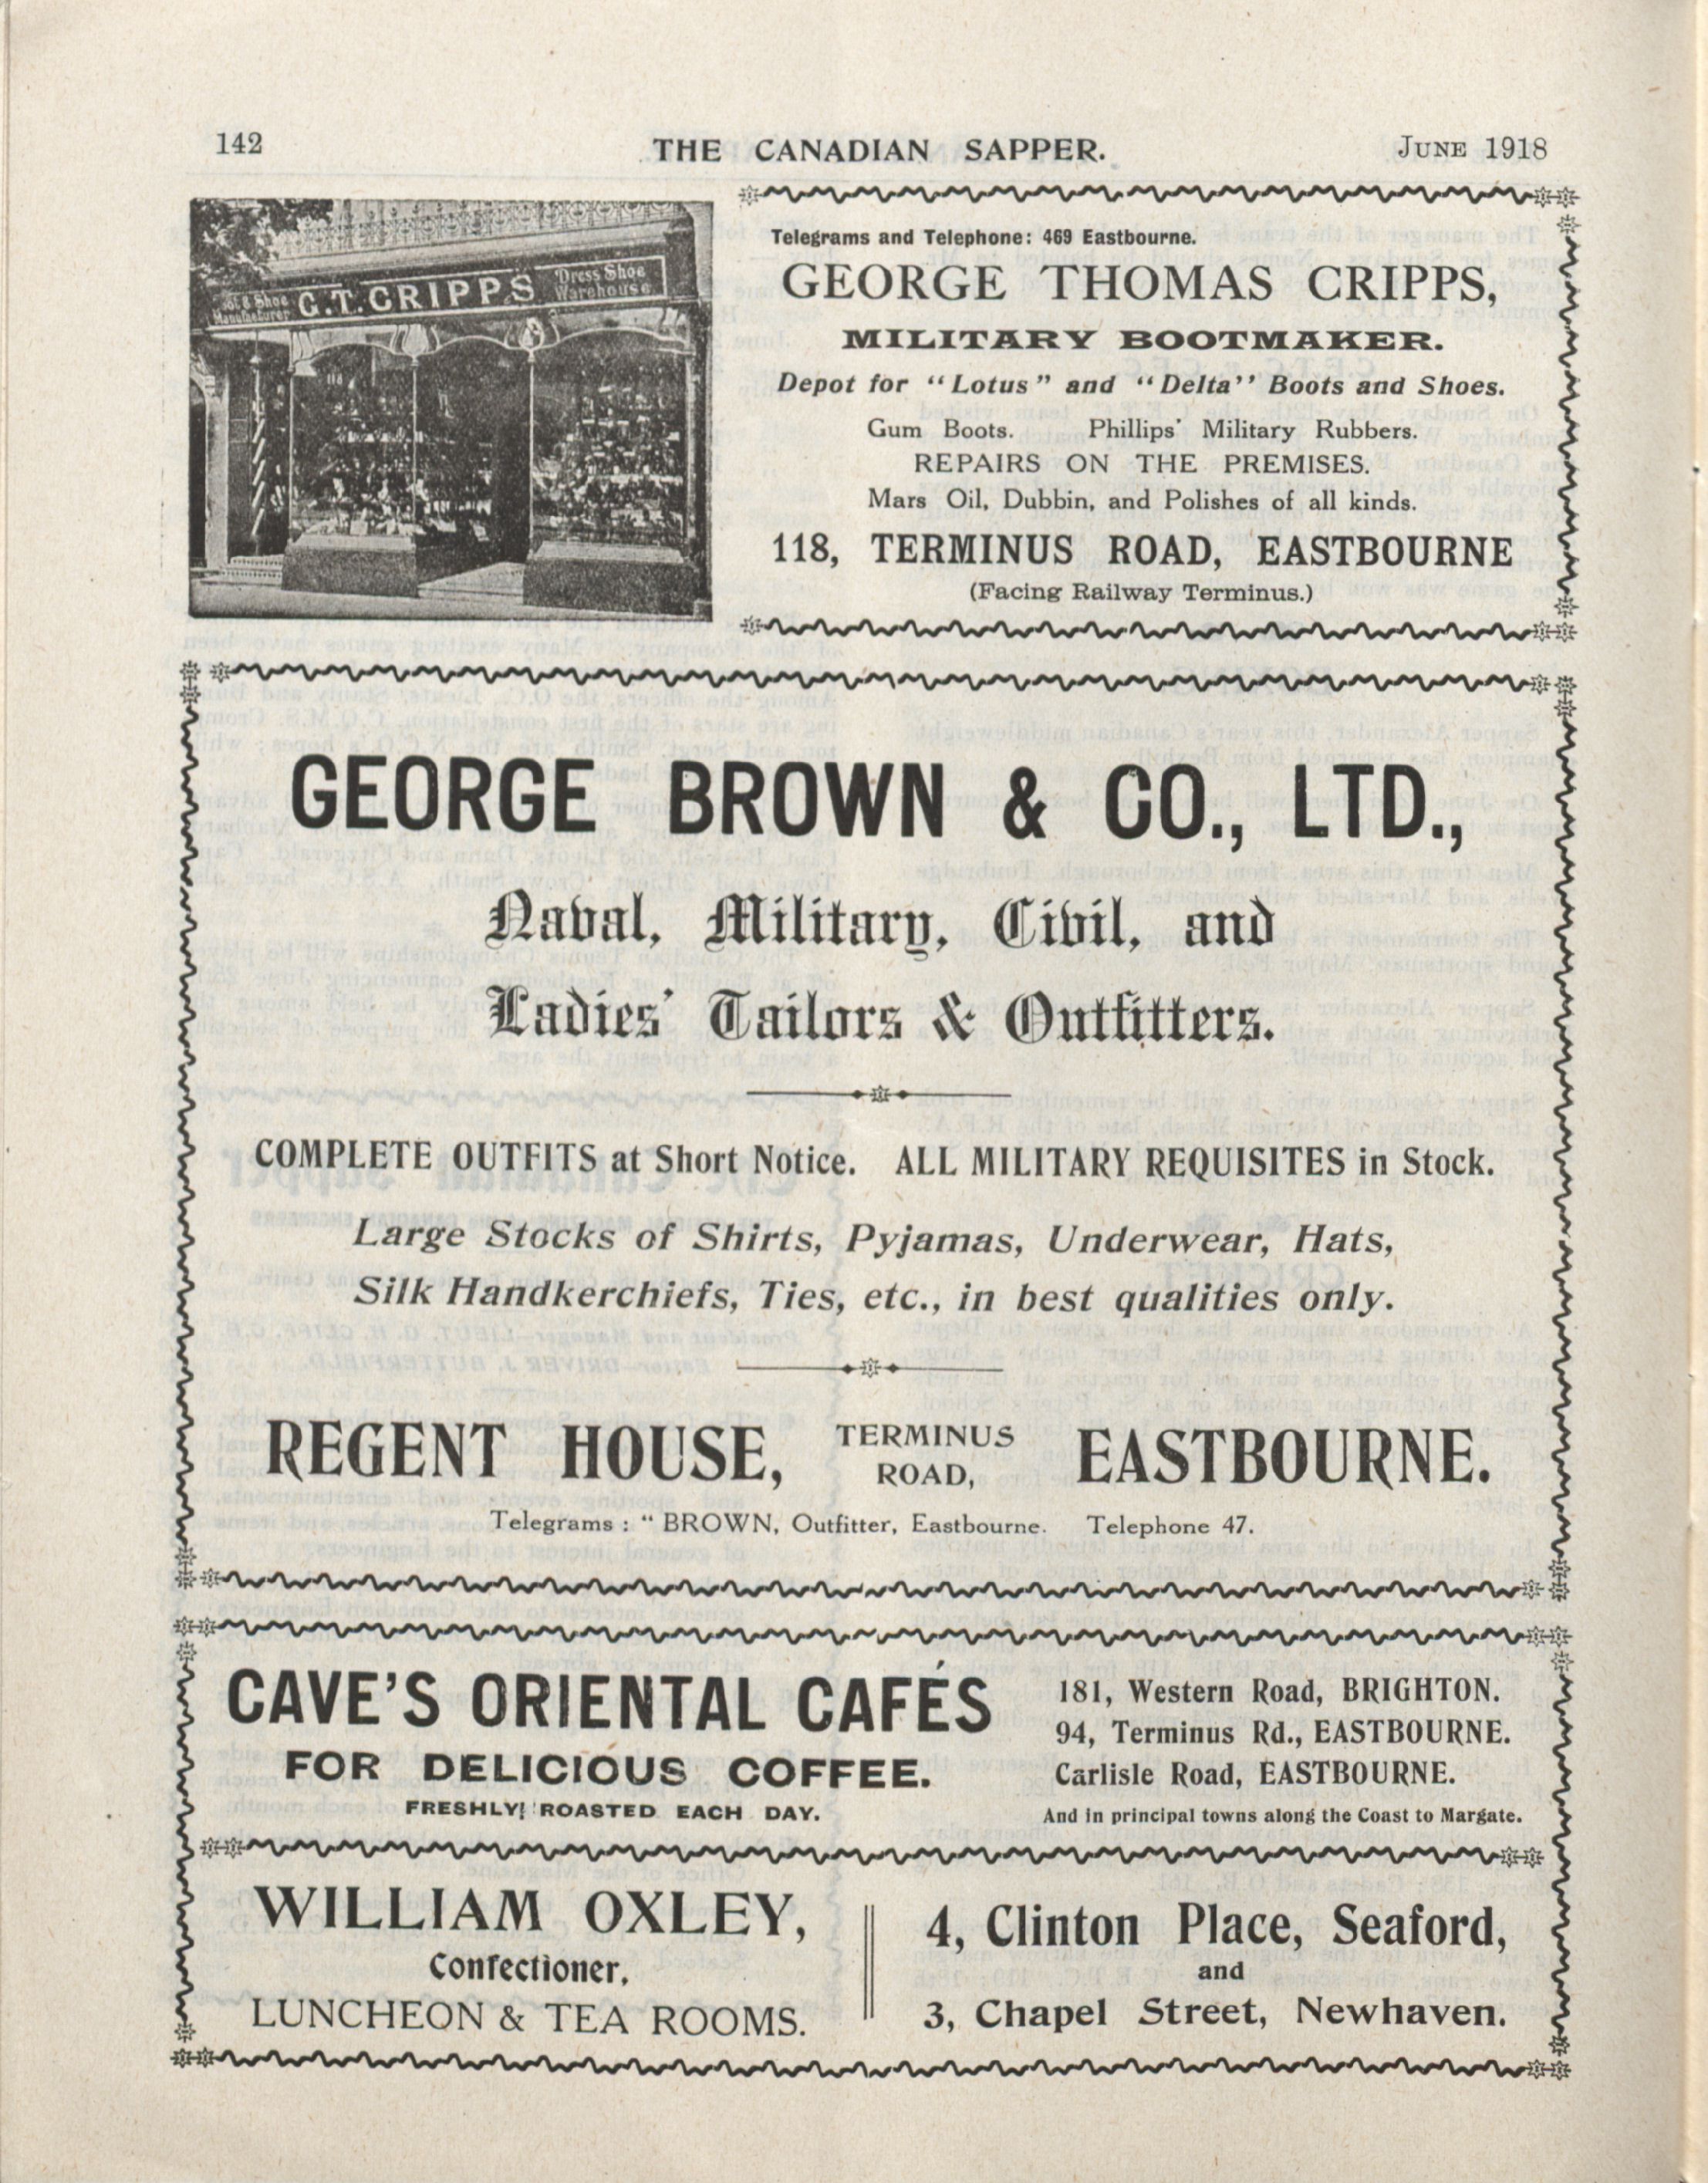 142
THE CANADIAN SAPPER.
JUNE 1918
Boot & Shoe Manufacturer
G.T. CRIPPS
Dress Shoe
Warehouse
Telegrams and Telephone: 469 Eastbourne.
GEORGE THOMAS CRIPPS,
MILITARY BOOTMAKER.
Depot for "Lotus" and "Delta" Boots and Shoes.
Gum Boots. Phillips' Military Rubbers.
REPAIRS ON THE PREMISES.
Mars Oil, Dubbin, and Polishes of all kinds.
118, TERMINUS ROAD, EASTBOURNE
(Facing Railway Terminus.)
GEORGE BROWN & CO., LTD.,
Naval, Military, Civil, and
Ladies' Tailors & Outfitters.
COMPLETE OUTFITS at Short Notice. ALL MILITARY REQUISITES in Stock.
Large Stocks of Shirts, Pyjamas, Underwear, Hats,
Silk Handkerchiefs, Ties, etc., in best qualities only.
REGENT HOUSE, TERMINUS ROAD, EASTBOURNE.
Telegrams : " BROWN, Outfitter, Eastbourne. Telephone 47.
CAVE'S ORIENTAL CAFÉS
FOR DELICIOUS COFFEE.
FRESHLY! ROASTED EACH DAY.
181, Western Road, BRIGHTON.
94, Terminus Rd., EASTBOURNE.
Carlisle Road, EASTBOURNE.
And in principal towns along the Coast to Margate.
WILLIAM OXLEY,
Confectioner,
LUNCHEON & TEA ROOMS.
4, Clinton Place, Seaford,
and
3, Chapel Street, Newhaven.